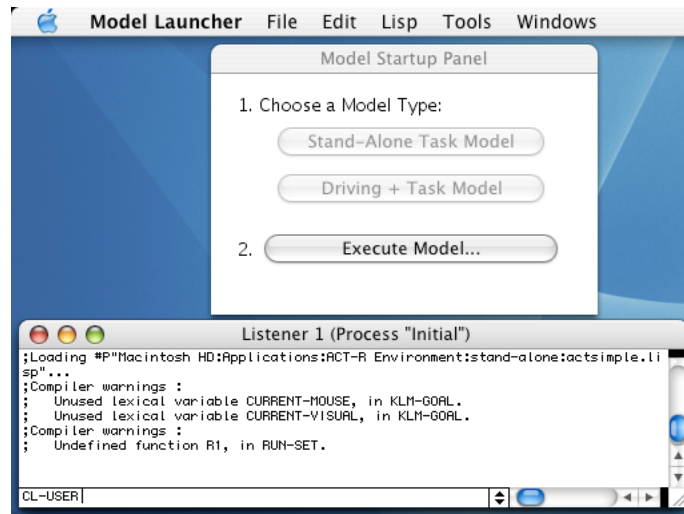 Model Launcher File Edit Lisp Tools Windows
Model Startup Panel
1. Choose a Model Type:
Stand-Alone Task Model
Driving + Task Model
2. Execute Model...
Listener 1 (Process "Initial")
;Loading #P"Macintosh HD:Applications:ACT-R Environment:stand-alone:actsimple.li
sp"...
;Compiler warnings :
;   Unused lexical variable CURRENT-MOUSE, in KLM-GOAL.
;   Unused lexical variable CURRENT-VISUAL, in KLM-GOAL.
;Compiler warnings :
;   Undefined function R1, in RUN-SET.
CL-USER